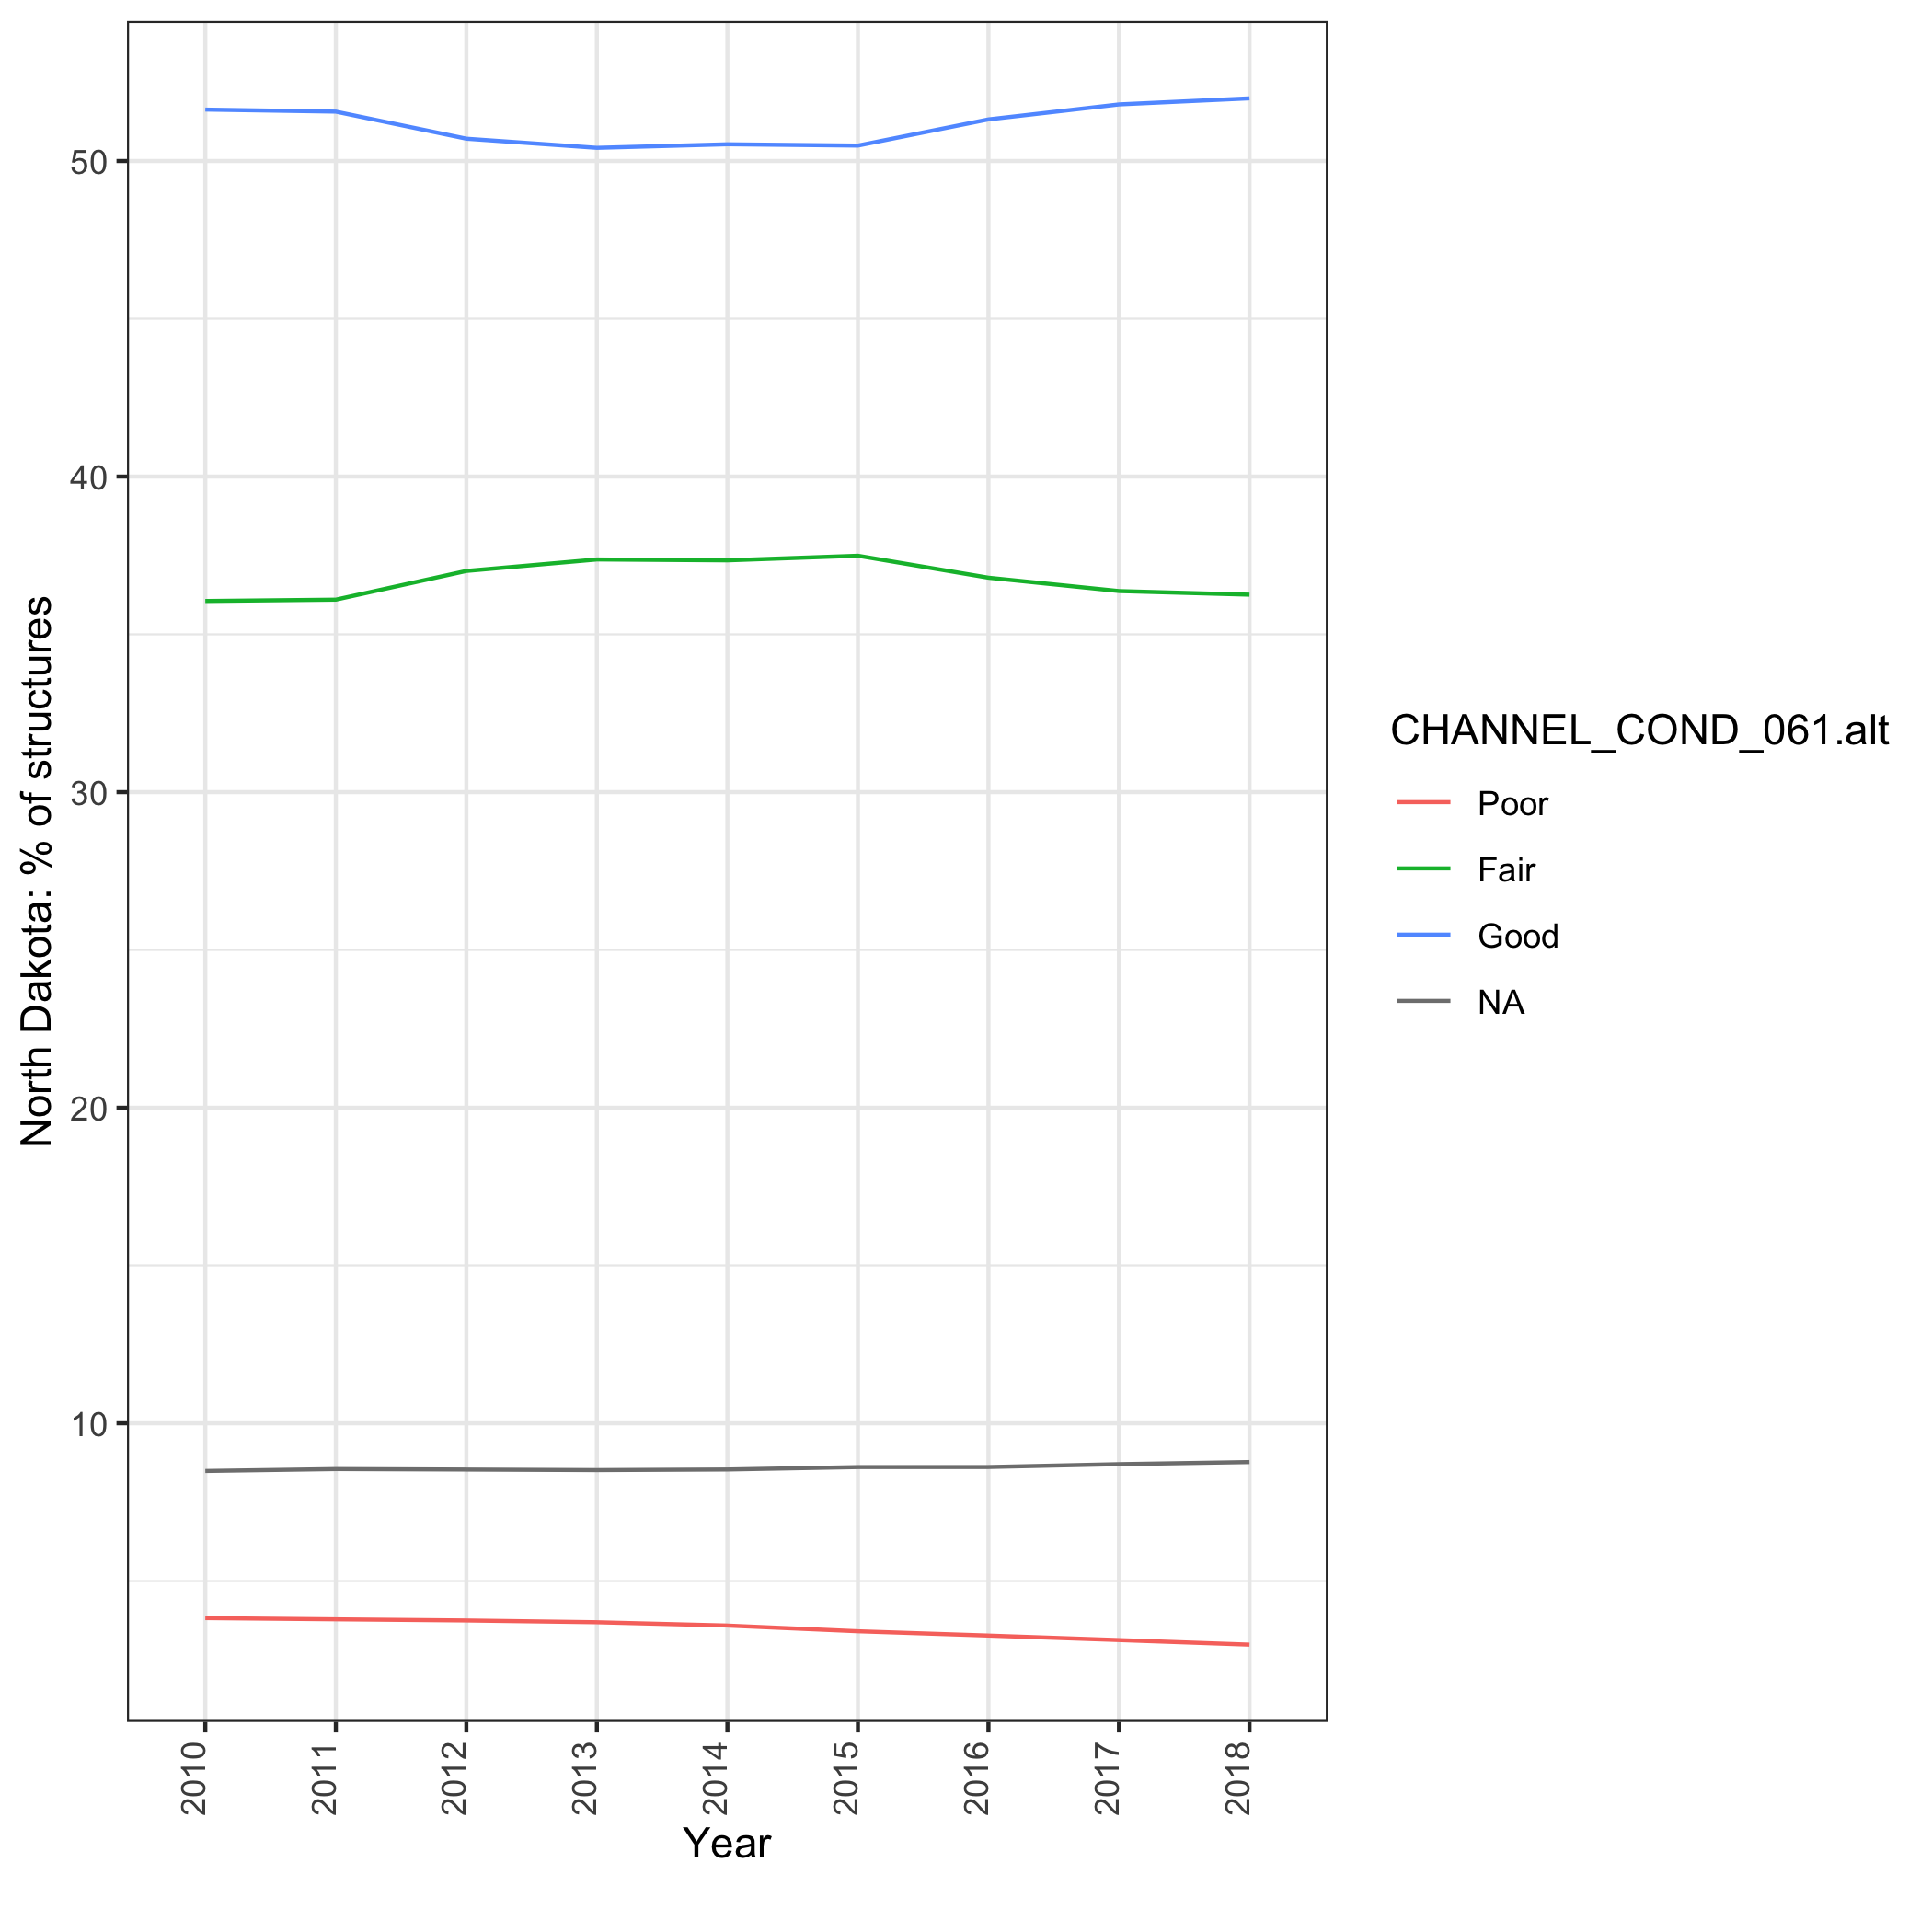 North Dakota: % of structures
50
40
30
20
10
2010
2011
2012
2013
2014
2015
2016
2017
2018
Year
CHANNEL_COND_061.alt
Poor
Fair
Good
NA